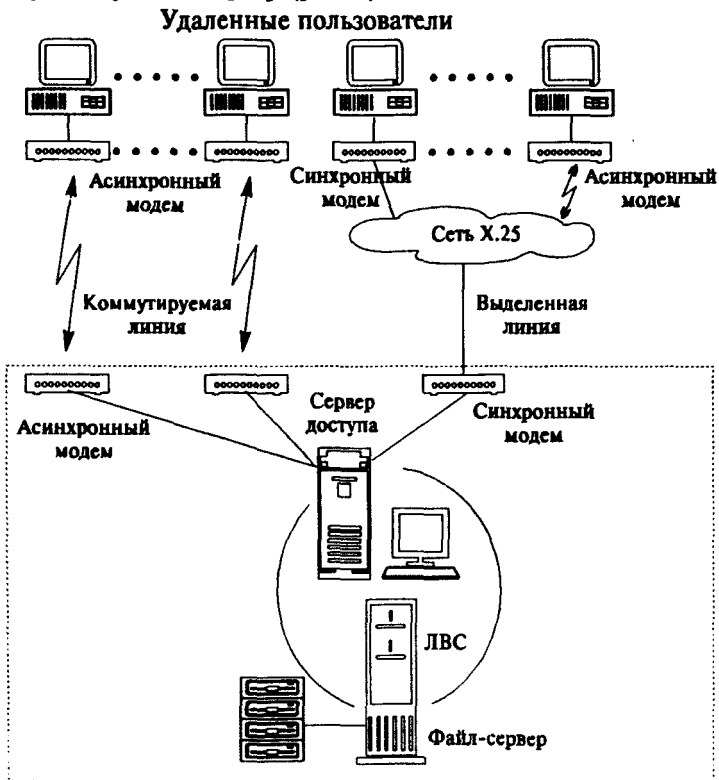 Удаленные пользователи
Асинхронный
модем
Синхронный
модем
Асинхронный
модем
Сеть X.25
Коммутируемая
линия
Выделенная
линия
Асинхронный
модем
Сервер
доступа
Синхронный
модем
ЛВС
Файл-сервер